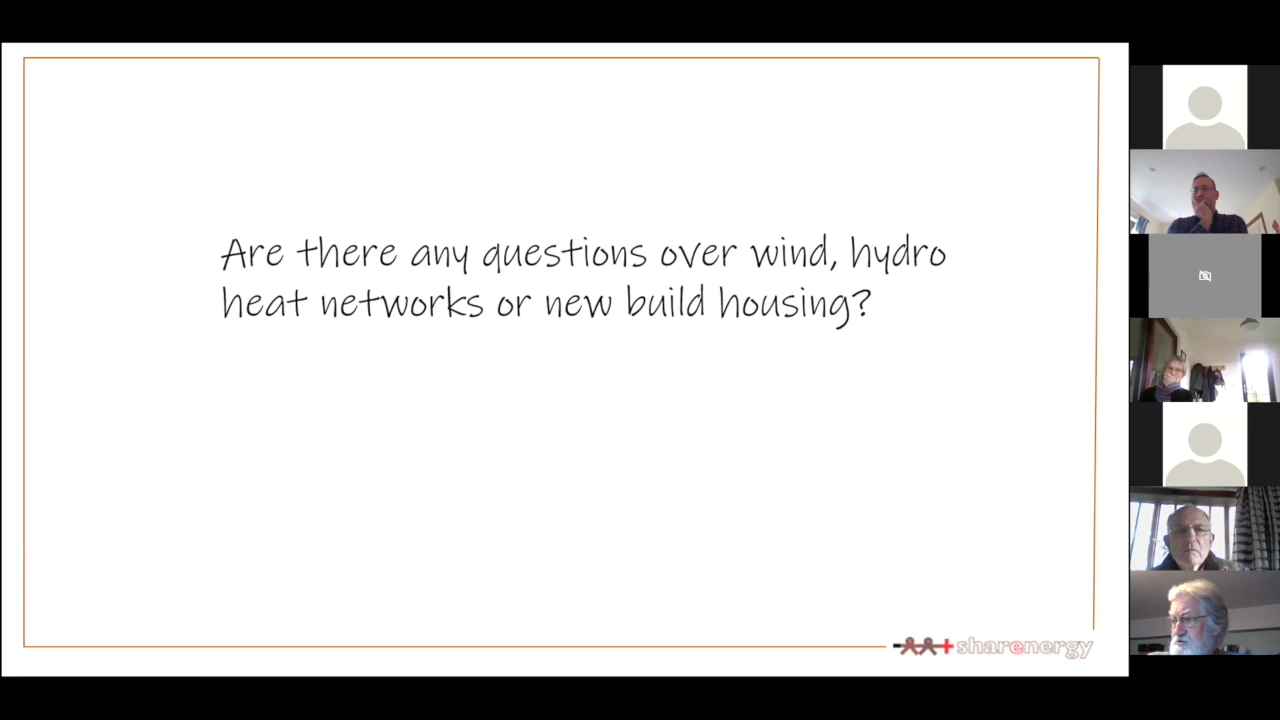 Are there any questions over wind, hydro
heat networks or new build housing?
sharenergy